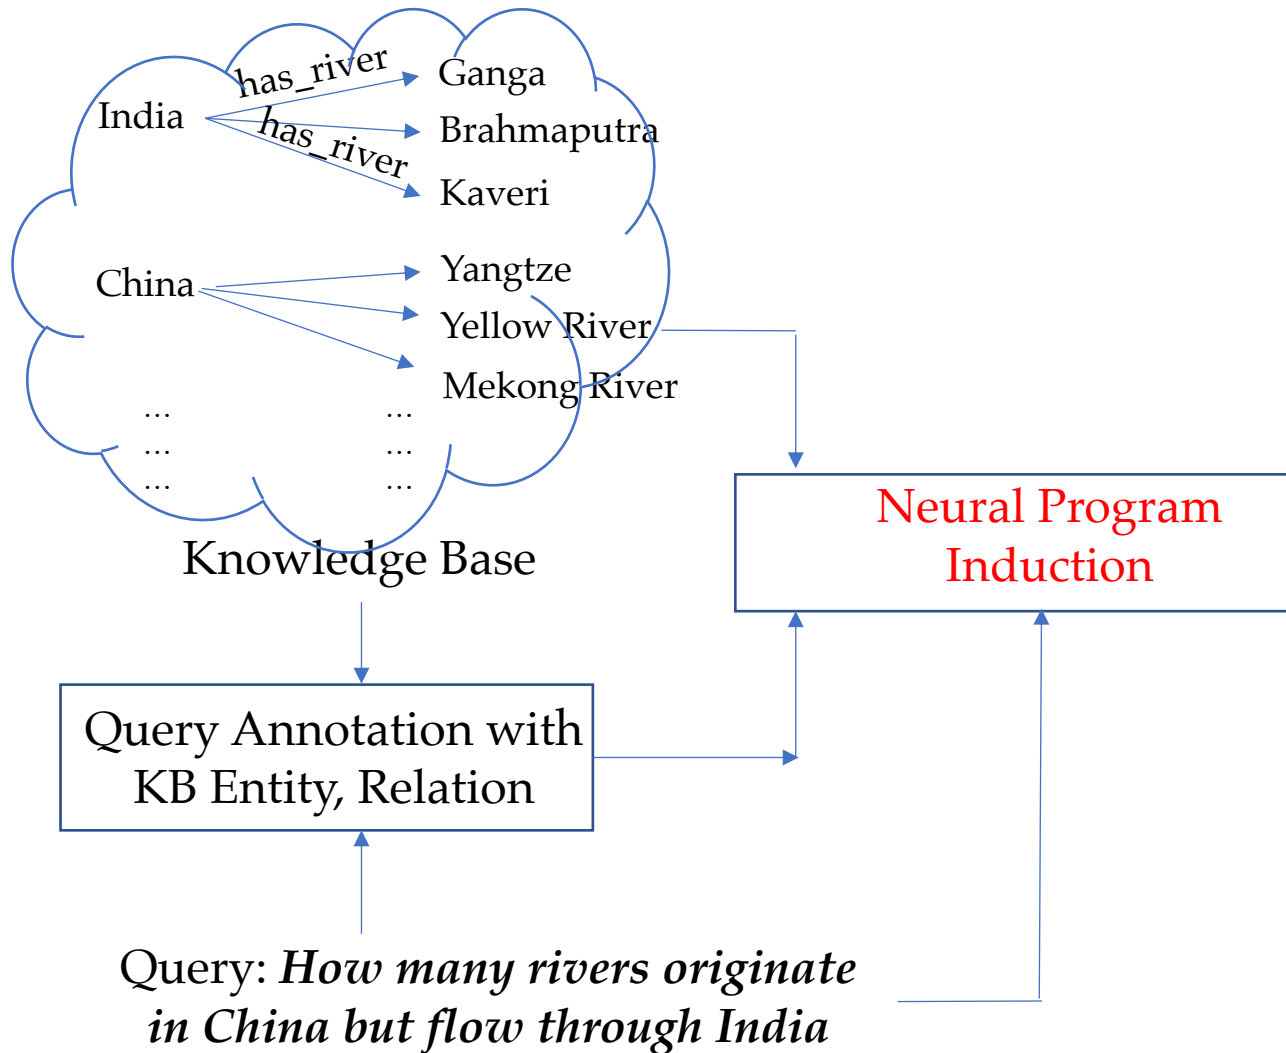 has_river
Ganga
India
has_river
Brahmaputra
Kaveri
China
Yangtze
Yellow River
Mekong River
... ...
... ...
... ...
Knowledge Base
Neural Program
Induction
Query Annotation with
KB Entity, Relation
Query: How many rivers originate
in China but flow through India